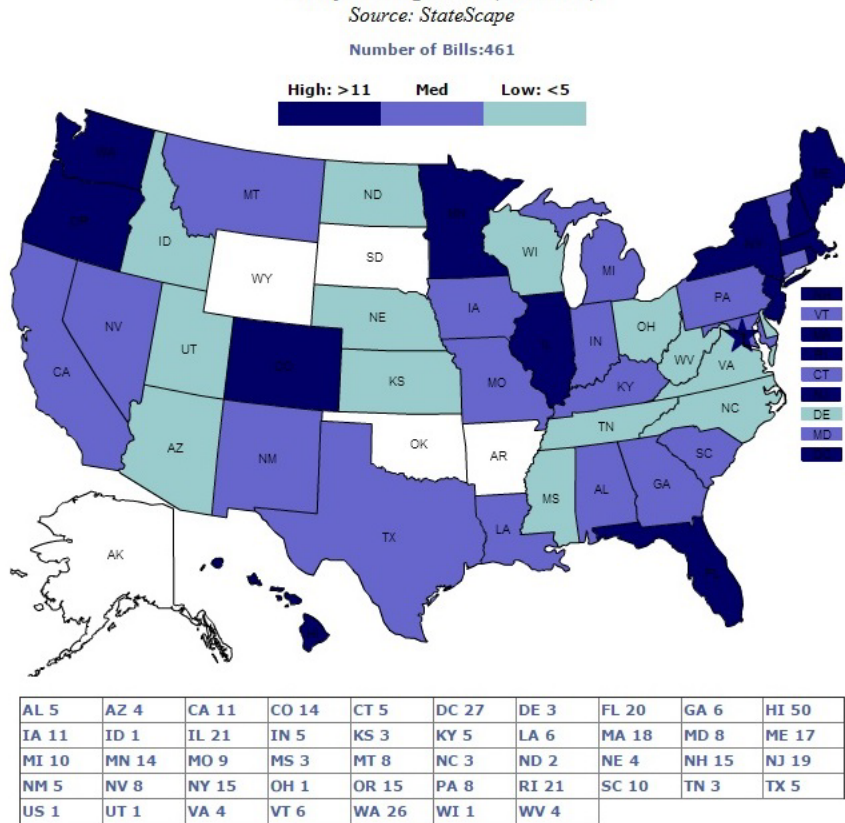 Source: StateScape
Number of Bills:461
High: >11 Med Low: <5
MT
ND
ID
WI
SD
MI
WY
IA
PA
VT
NE
OH
NV
IN
UT
WV
CT
VA
CA
KS
MO
KY
NC
DE
TN
MD
OK
AZ
NM
AR
SC
MS
AL
GA
TX
LA
AK
AL 5 AZ 4 CA 11 CO 14 CT 5 DC 27 DE 3 FL 20 GA 6 HI 50
IA 11 ID 1 IL 21 IN 5 KS 3 KY 5 LA 6 MA 18 MD 8 ME 17
MI 10 MN 14 MO 9 MS 3 MT 8 NC 3 ND 2 NE 4 NH 15 NJ 19
NM 5 NV 8 NY 15 OH 1 OR 15 PA 8 RI 21 SC 10 TN 3 TX 5
US 1 UT 1 VA 4 VT 6 WA 26 WI 1 WV 4